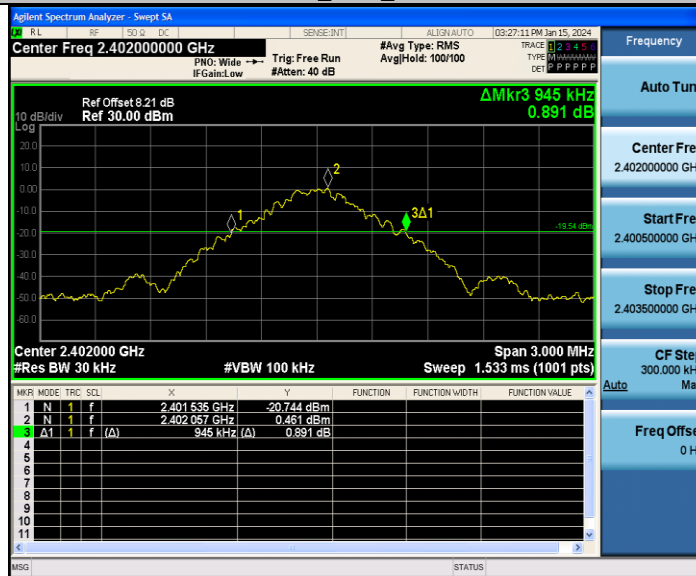 Agilent Spectrum Analyzer - Swept SA
RL RF 50 Ω DC SENSE:INT ALIGN AUTO 03:27:11 PM Jan 15, 2024
Center Freq 2.402000000 GHz
PNO: Wide
IFGain:Low
Trig: Free Run
#Atten: 40 dB
#Avg Type: RMS
Avg|Hold: 100/100
TRACE 1 2 3 4 5 6
TYPE M
DET P P P P P P
ΔMkr3 945 kHz
0.891 dB
Ref Offset 8.21 dB
10 dB/div Ref 30.00 dBm
Log
20.0
10.0
0.00
-10.0
-20.0
-30.0
-40.0
-50.0
-60.0
1
2
3Δ1
-19.54 dBm
Center 2.402000 GHz Span 3.000 MHz
#Res BW 30 kHz #VBW 100 kHz Sweep 1.533 ms (1001 pts)
MKR MODE TRC SCL X Y FUNCTION FUNCTION WIDTH FUNCTION VALUE
1 N 1 f 2.401 535 GHz -20.744 dBm
2 N 1 f 2.402 057 GHz 0.461 dBm
3 Δ1 1 f (Δ) 945 kHz (Δ) 0.891 dB
4
5
6
7
8
9
10
11
MSG STATUS
Frequency
Auto Tun
Center Fre
2.402000000 GH
Start Fre
2.400500000 GH
Stop Fre
2.403500000 GH
CF Ste
300.000 kH
Auto Ma
Freq Offse
0 H